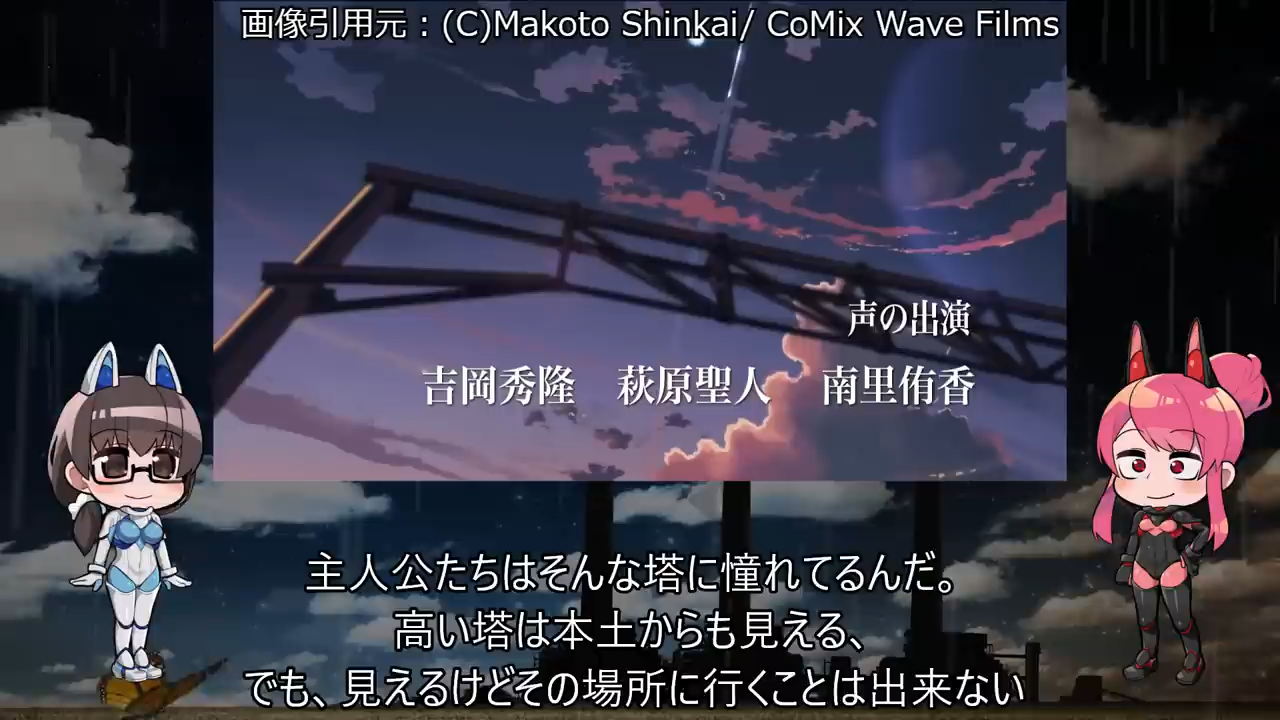 画像引用元：(C)Makoto Shinkai/ CoMix Wave Films
声の出演
吉岡秀隆　萩原聖人　南里侑香
主人公たちはそんな塔に憧れてるんだ。
高い塔は本土からも見える、
でも、見えるけどその場所に行くことは出来ない